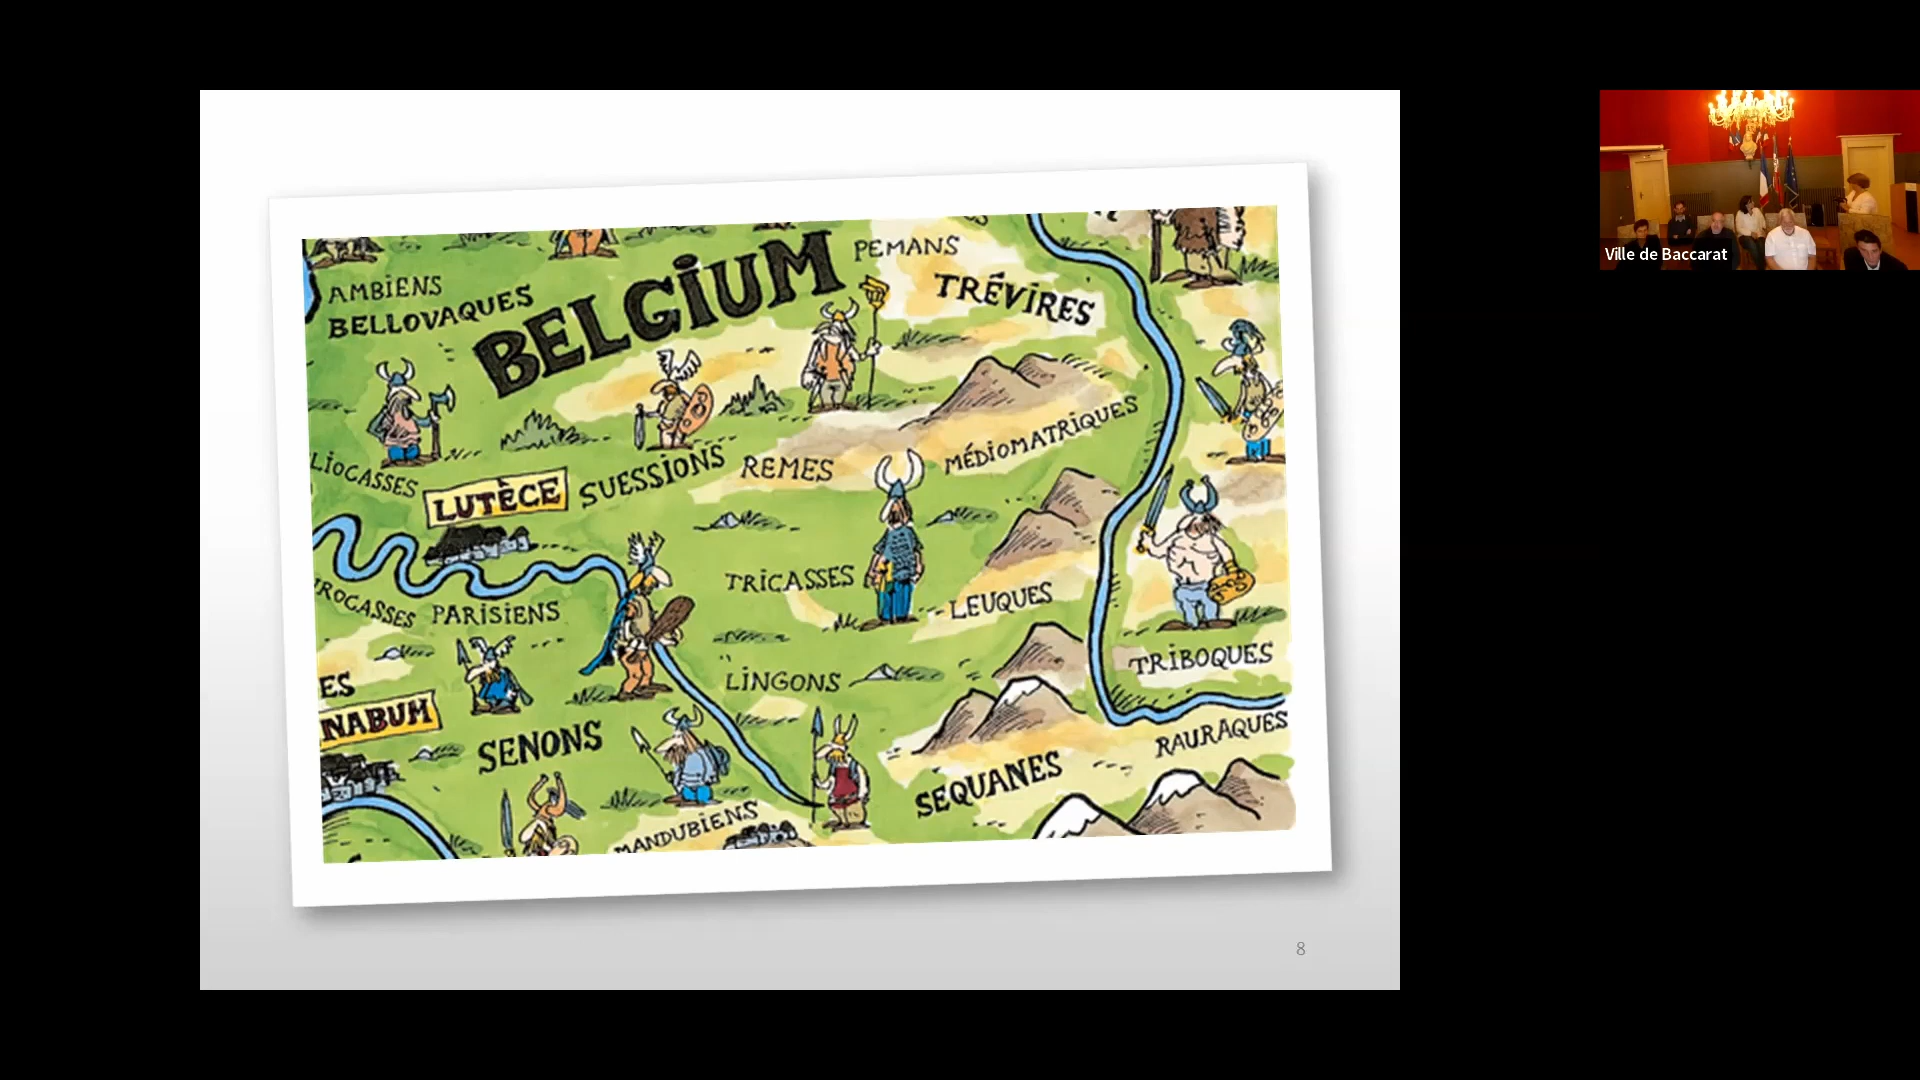 PEMANS
AMBIENS
BELLOVAQUES
BELGIUM
TRÉVIRES
LIOCASSES
LUTÈCE
SUESSIONS
REMES
MÉDIOMATRIQUES
ROCASSES
PARISIENS
TRICASSES
LEUQUES
TRIBOQUES
LINGONS
ES
NABUM
SENONS
MANDUBIENS
SEQUANES
RAURAQUES
8
Ville de Baccarat